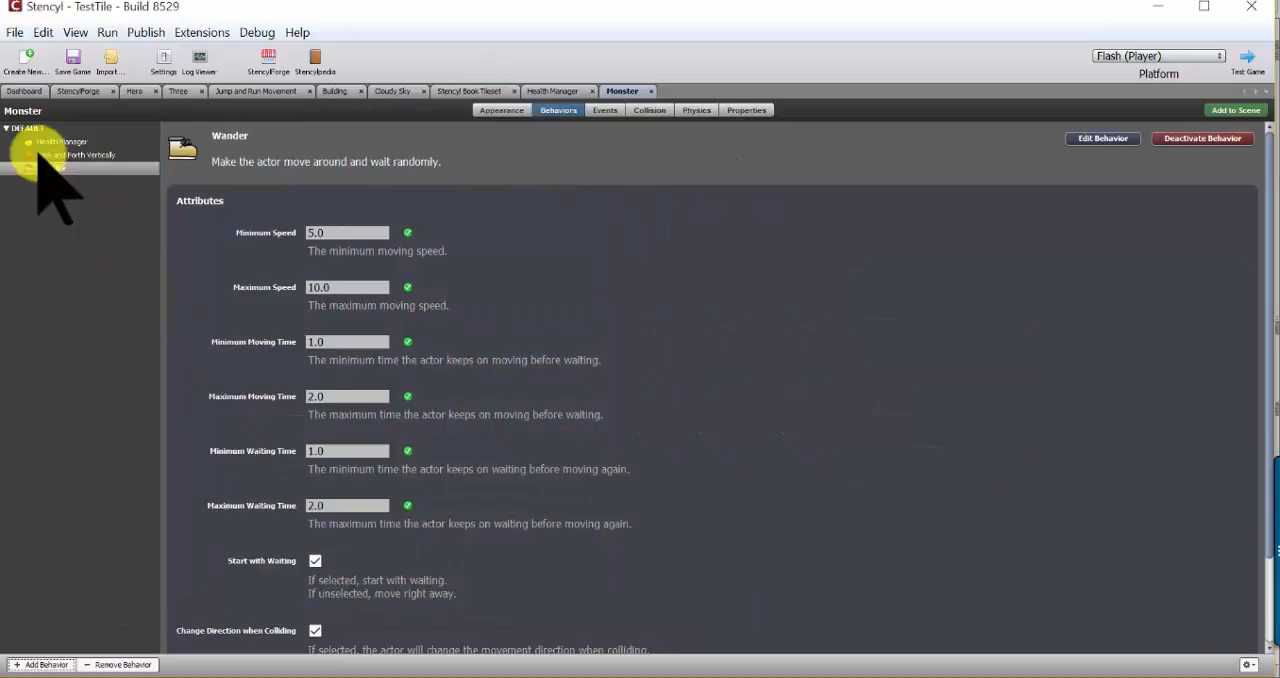 Stencyl - TestTile - Build 8529
File Edit View Run Publish Extensions Debug Help
Create New... Save Game Import... Settings Log Viewer StencylForge Stencylpedia
Flash (Player)
Platform
Test Game
Dashboard StencylForge × Hero × Three × Jump and Run Movement × Building × Cloudy Sky × Stencyl Book Tileset × Health Manager × Monster ×
Monster
Appearance Behaviors Events Collision Physics Properties
Add to Scene
DEFAULT
Health Manager
and Forth Vertically
Wander
Make the actor move around and wait randomly.
Edit Behavior
Deactivate Behavior
Attributes
Minimum Speed 5.0
The minimum moving speed.
Maximum Speed 10.0
The maximum moving speed.
Minimum Moving Time 1.0
The minimum time the actor keeps on moving before waiting.
Maximum Moving Time 2.0
The maximum time the actor keeps on moving before waiting.
Minimum Waiting Time 1.0
The minimum time the actor keeps on waiting before moving again.
Maximum Waiting Time 2.0
The maximum time the actor keeps on waiting before moving again.
Start with Waiting
If selected, start with waiting.
If unselected, move right away.
Change Direction when Colliding
If selected, the actor will change the movement direction when colliding.
+ Add Behavior − Remove Behavior